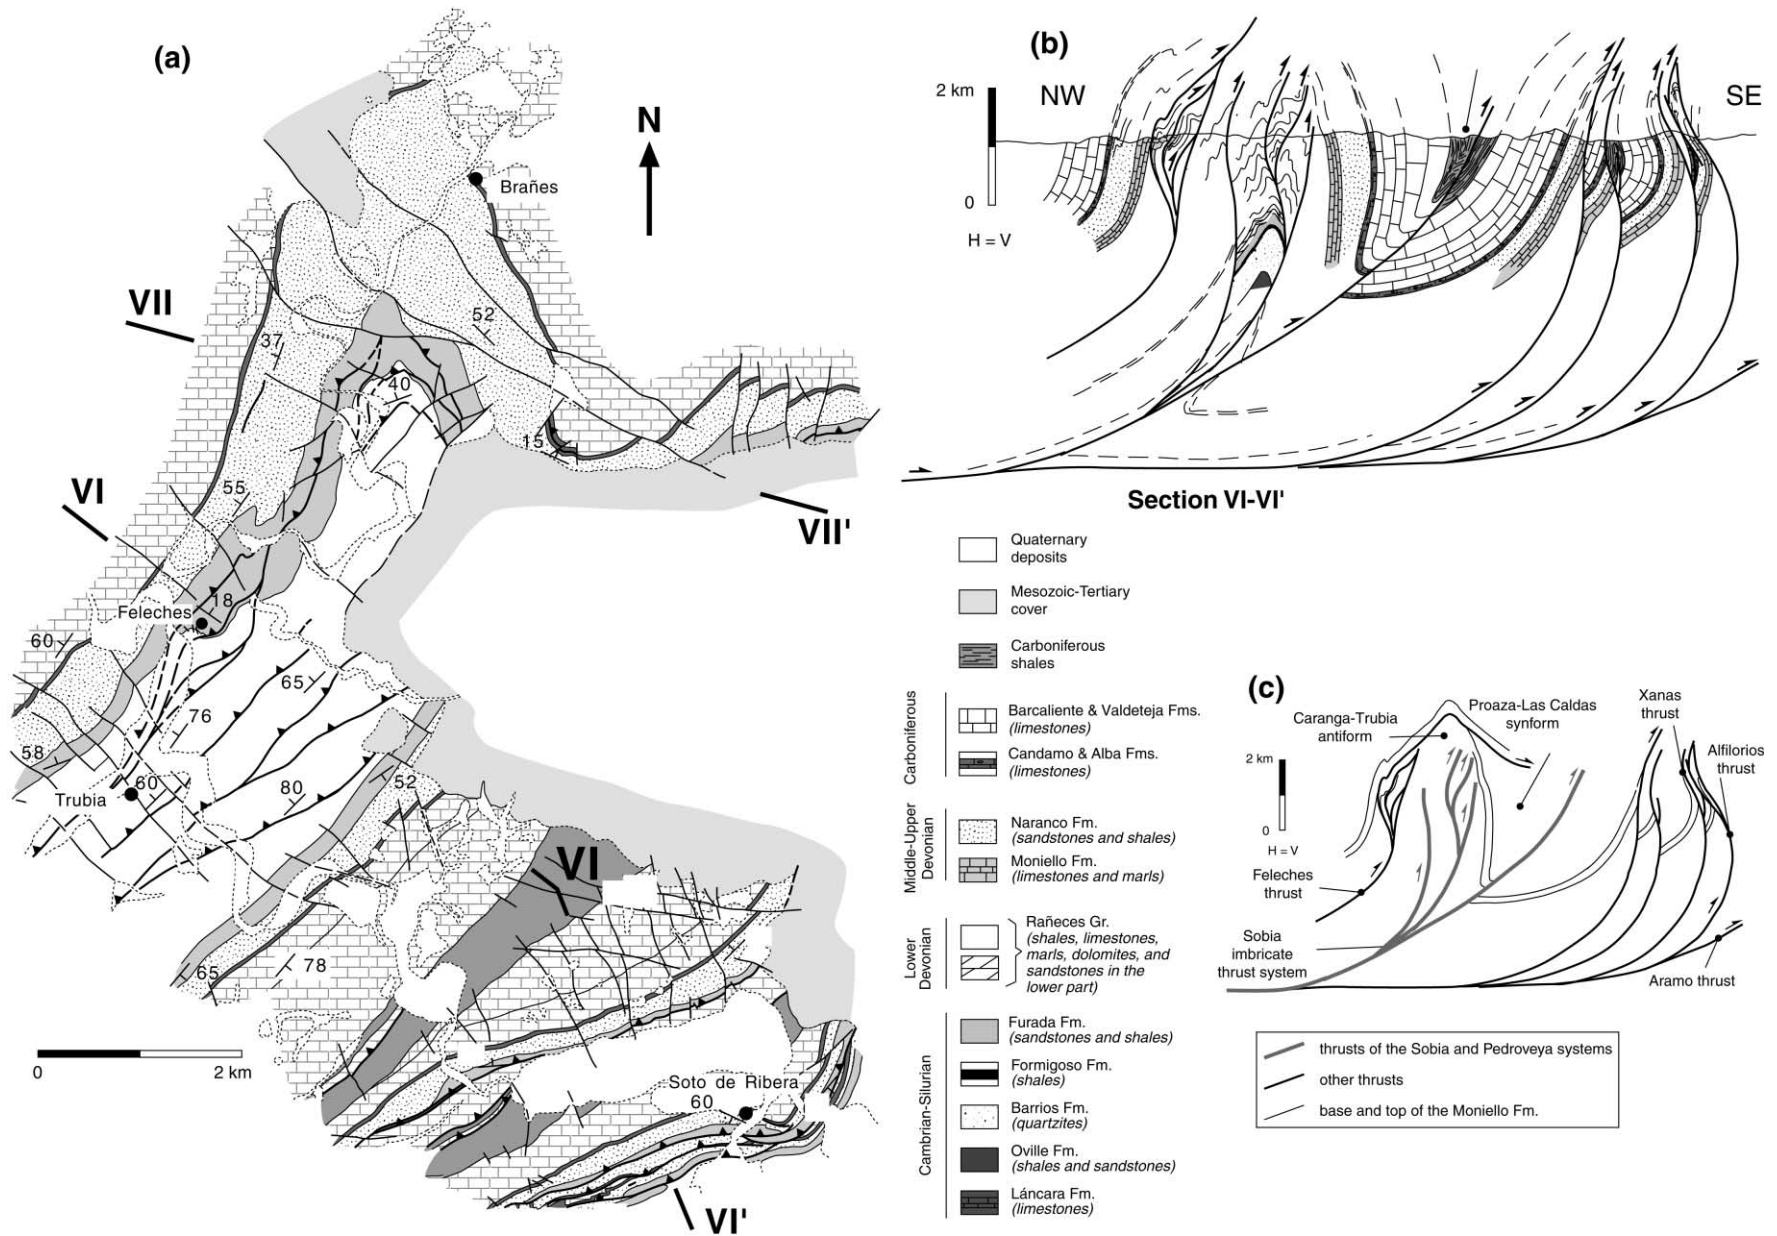 (a)
N
Brañes
VII
37
52
40
15
VII'
VI
55
Feleches
18
60
65
76
58
Trubia
60
80
52
VI
65
78
0
2 km
Soto de Ribera
60
VI'
(b)
2 km
NW
SE
0
H = V
Section VI-VI'
Quaternary
deposits
Mesozoic-Tertiary
cover
Carboniferous
shales
Carboniferous
Barcaliente & Valdeteja Fms.
(limestones)
Candamo & Alba Fms.
(limestones)
Middle-Upper
Devonian
Naranco Fm.
(sandstones and shales)
Moniello Fm.
(limestones and marls)
Lower
Devonian
Rañeces Gr.
(shales, limestones,
marls, dolomites, and
sandstones in the
lower part)
Cambrian-Silurian
Furada Fm.
(sandstones and shales)
Formigoso Fm.
(shales)
Barrios Fm.
(quartzites)
Oville Fm.
(shales and sandstones)
Láncara Fm.
(limestones)
(c)
Caranga-Trubia
antiform
Proaza-Las Caldas
synform
Xanas
thrust
Alfilorios
thrust
2 km
0
H = V
Feleches
thrust
Sobia
imbricate
thrust system
Aramo thrust
thrusts of the Sobia and Pedroveya systems
other thrusts
base and top of the Moniello Fm.